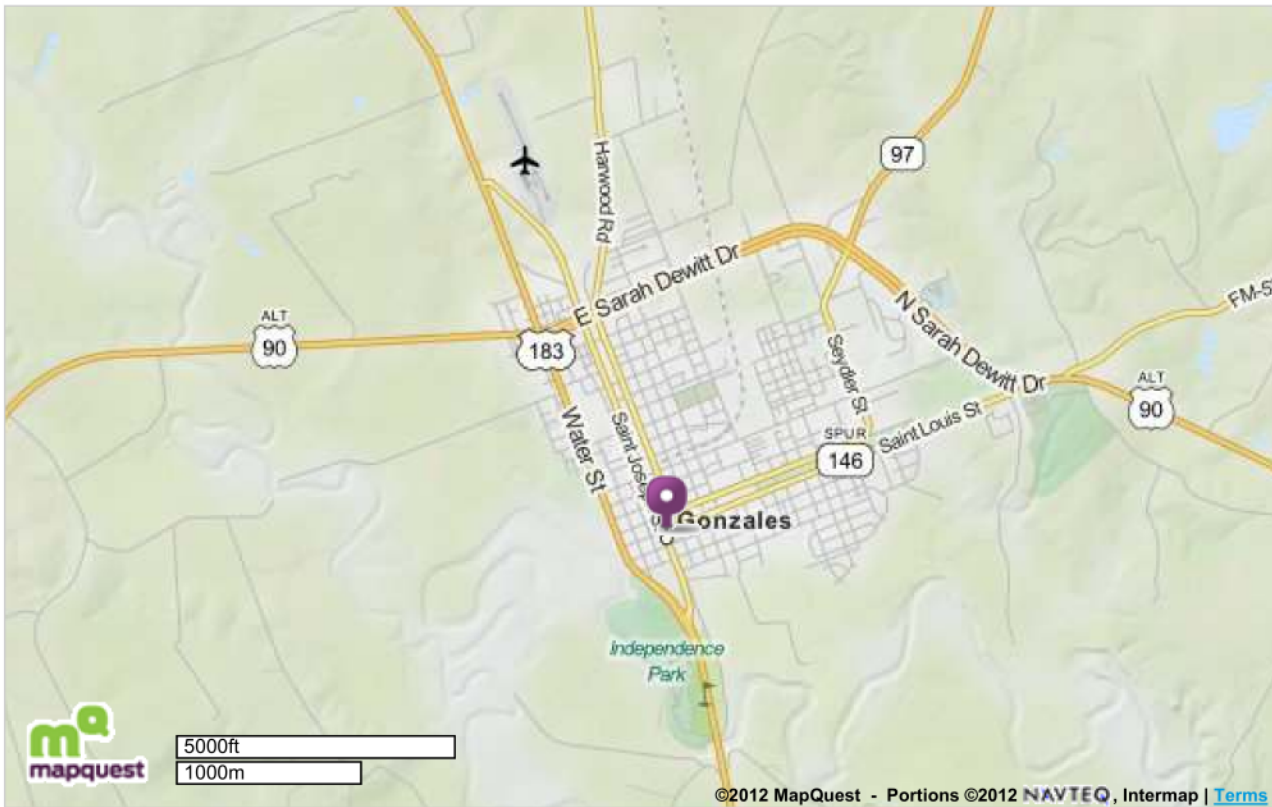 Harwood Rd
97
E Sarah Dewitt Dr
FM-5
ALT
90
183
N Sarah Dewitt Dr
Seydler St
ALT
90
Water St
Saint Josep
Saint Louis St
SPUR
146
Gonzales
Independence
Park
mapquest
5000ft
1000m
©2012 MapQuest - Portions ©2012 NAVTEQ, Intermap | Terms